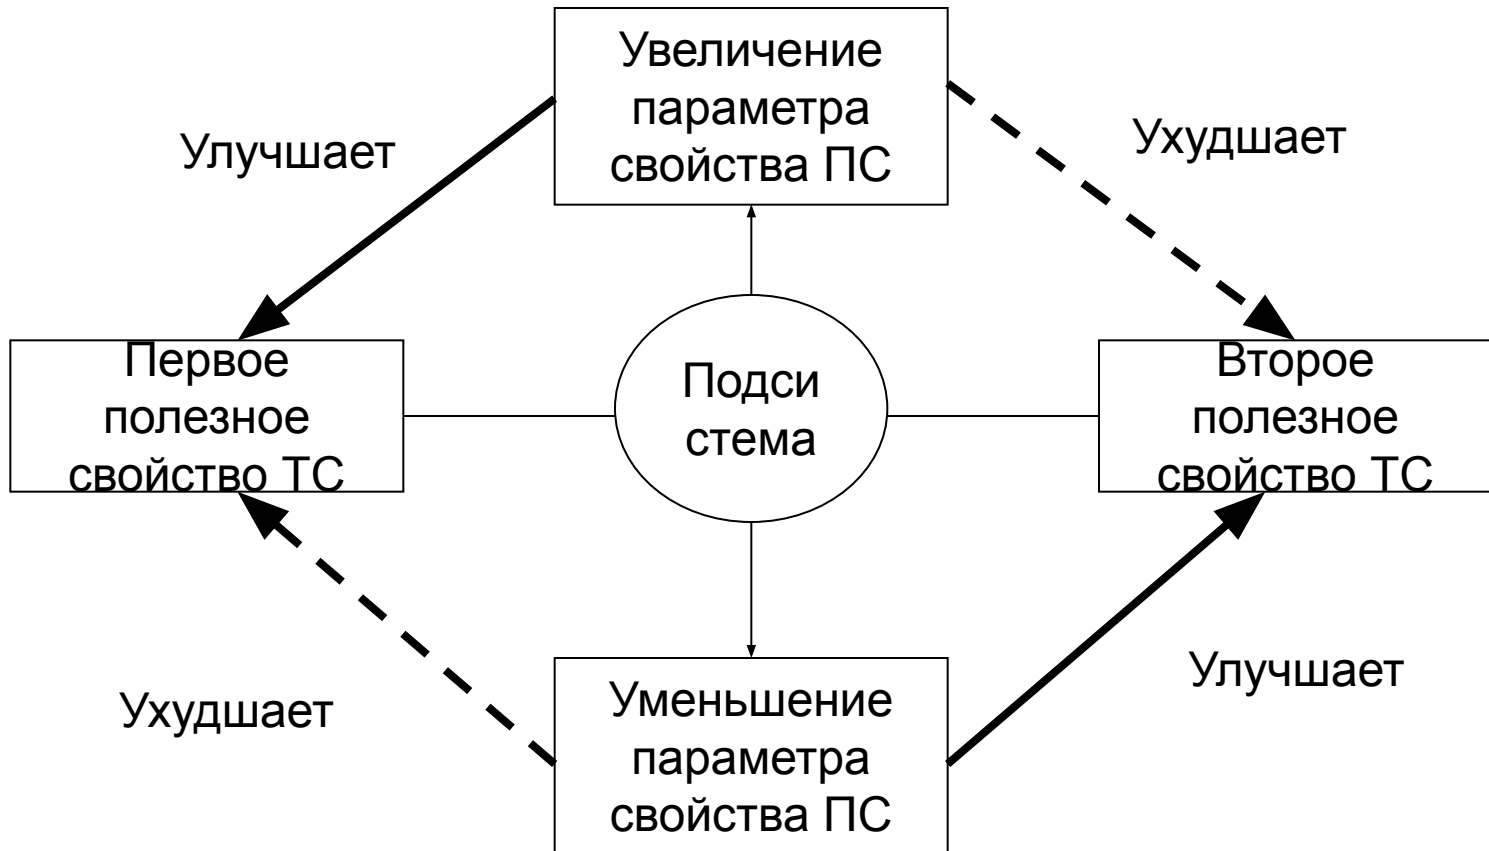 Увеличение
параметра
свойства ПС
Улучшает
Ухудшает
Первое
полезное
свойство ТС
Подси
стема
Второе
полезное
свойство ТС
Ухудшает
Улучшает
Уменьшение
параметра
свойства ПС